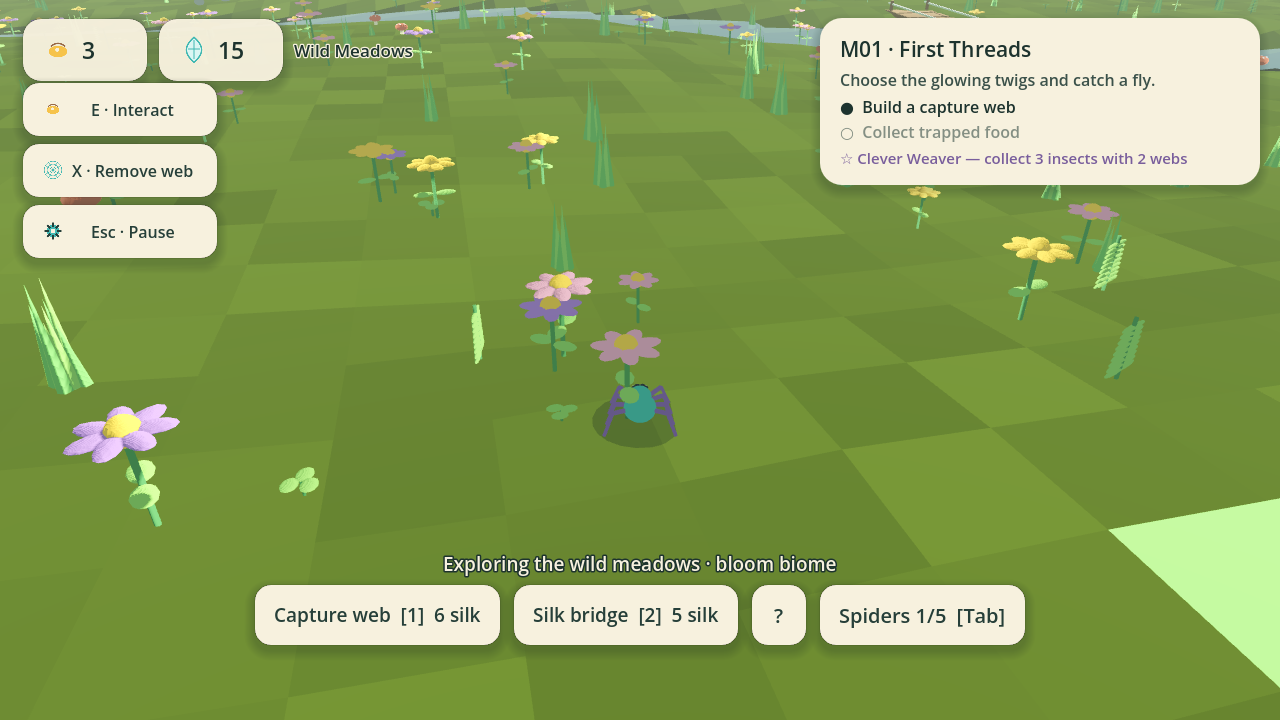 3
15
Wild Meadows
E · Interact
X · Remove web
Esc · Pause
M01 · First Threads
Choose the glowing twigs and catch a fly.
● Build a capture web
○ Collect trapped food
☆ Clever Weaver — collect 3 insects with 2 webs
Exploring the wild meadows · bloom biome
Capture web [1] 6 silk
Silk bridge [2] 5 silk
?
Spiders 1/5 [Tab]